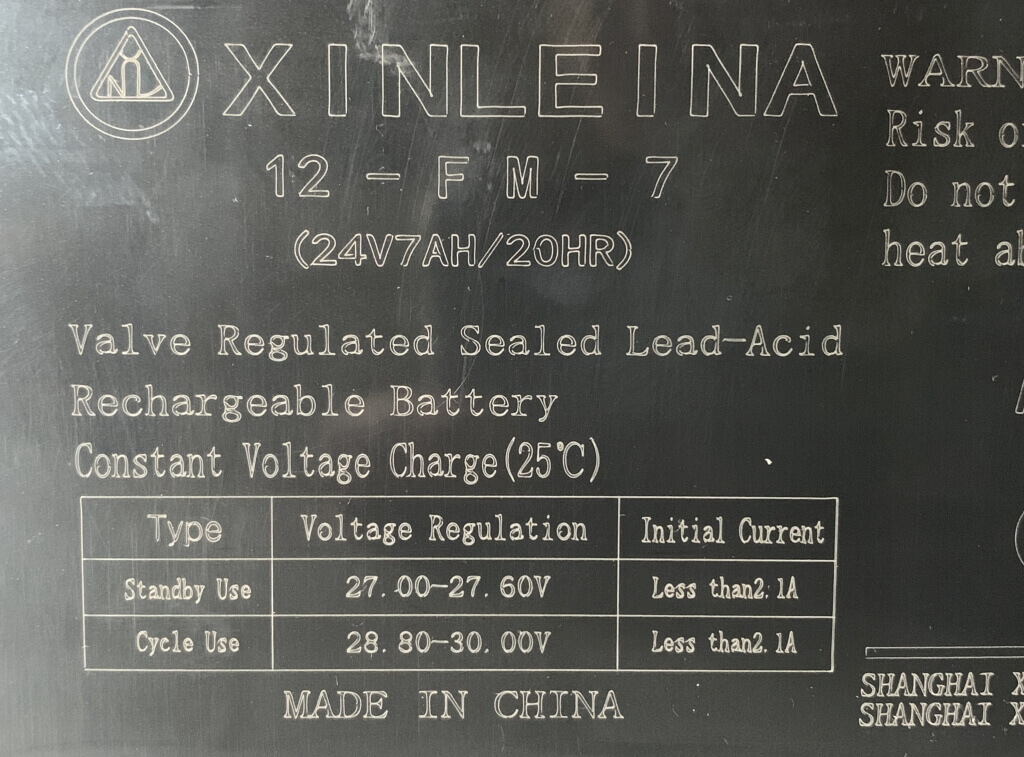 XINLEINA
12-FM-7
(24V7AH/20HR)
Valve Regulated Sealed Lead-Acid
Rechargeable Battery
Constant Voltage Charge(25℃)
Type Voltage Regulation Initial Current
Standby Use 27.00-27.60V Less than2.1A
Cycle Use 28.80-30.00V Less than2.1A
MADE IN CHINA
Risk
Do not
heat
SHANGHAI X
SHANGHAI X